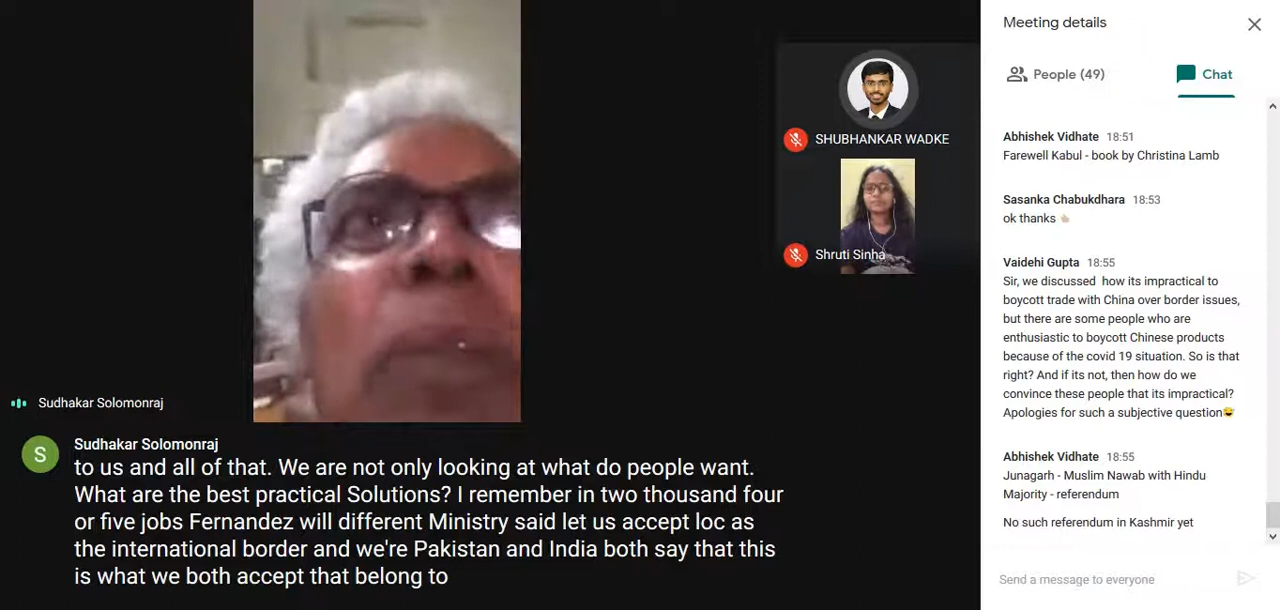 SHUBHANKAR WADKE
Shruti Sinha
Sudhakar Solomonraj
S
Sudhakar Solomonraj
to us and all of that. We are not only looking at what do people want.
What are the best practical Solutions? I remember in two thousand four
or five jobs Fernandez will different Ministry said let us accept loc as
the international border and we're Pakistan and India both say that this
is what we both accept that belong to
Meeting details
People (49)
Chat
Abhishek Vidhate 18:51
Farewell Kabul - book by Christina Lamb
Sasanka Chabukdhara 18:53
ok thanks 👍🏼
Vaidehi Gupta 18:55
Sir, we discussed how its impractical to
boycott trade with China over border issues,
but there are some people who are
enthusiastic to boycott Chinese products
because of the covid 19 situation. So is that
right? And if its not, then how do we
convince these people that its impractical?
Apologies for such a subjective question😅
Abhishek Vidhate 18:55
Junagarh - Muslim Nawab with Hindu
Majority - referendum
No such referendum in Kashmir yet
Send a message to everyone